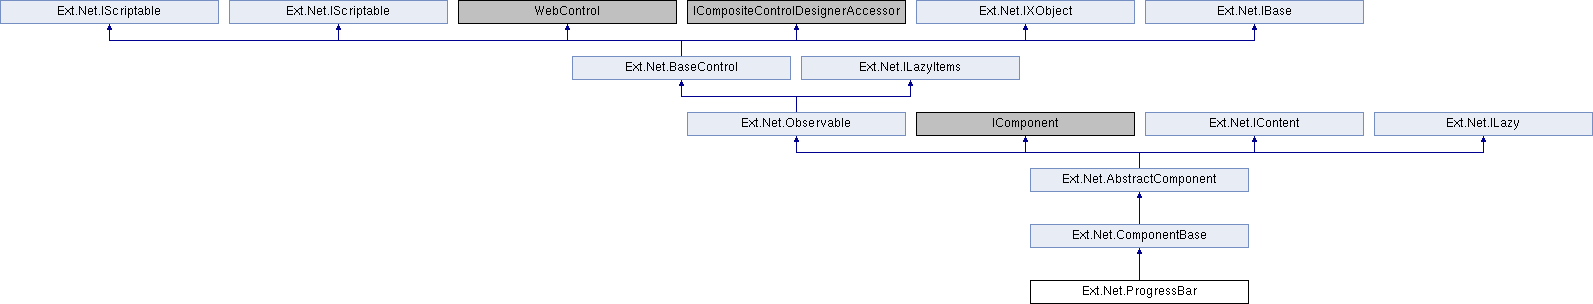 Ext.Net.IScriptable
Ext.Net.IScriptable
WebControl
ICompositeControlDesignerAccessor
Ext.Net.IXObject
Ext.Net.IBase
Ext.Net.BaseControl
Ext.Net.ILazyItems
Ext.Net.Observable
IComponent
Ext.Net.IContent
Ext.Net.ILazy
Ext.Net.AbstractComponent
Ext.Net.ComponentBase
Ext.Net.ProgressBar